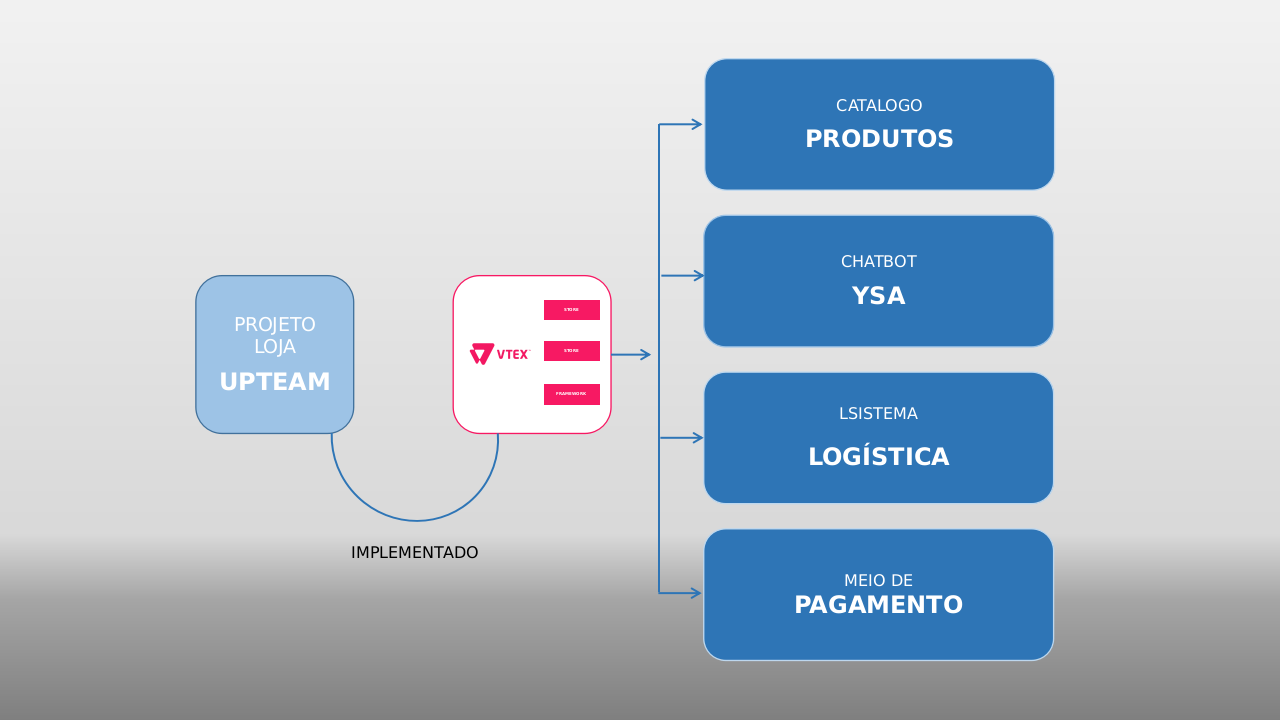 PROJETO
LOJA
UPTEAM
IMPLEMENTADO
VTEX
STORE
STORE
FRAMEWORK
CATALOGO
PRODUTOS
CHATBOT
YSA
LSISTEMA
LOGÍSTICA
MEIO DE
PAGAMENTO